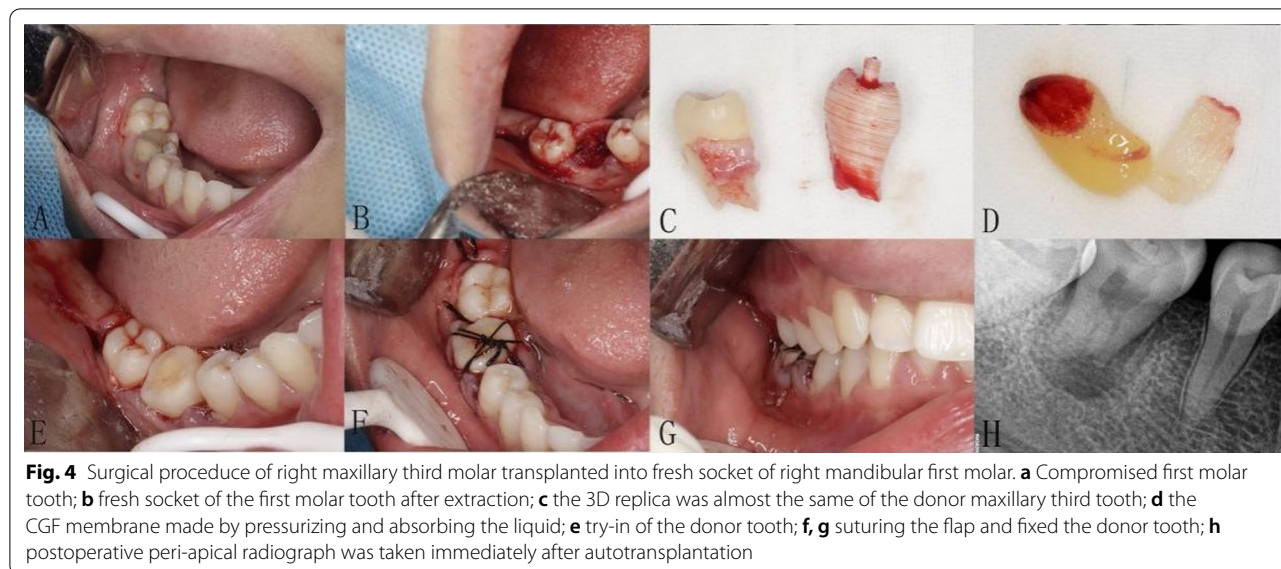 A
B
C
D
E
F
G
H
Fig. 4 Surgical proceduce of right maxillary third molar transplanted into fresh socket of right mandibular first molar. a Compromised first molar
tooth; b fresh socket of the first molar tooth after extraction; c the 3D replica was almost the same of the donor maxillary third tooth; d the
CGF membrane made by pressurizing and absorbing the liquid; e try-in of the donor tooth; f, g suturing the flap and fixed the donor tooth; h
postoperative peri-apical radiograph was taken immediately after autotransplantation